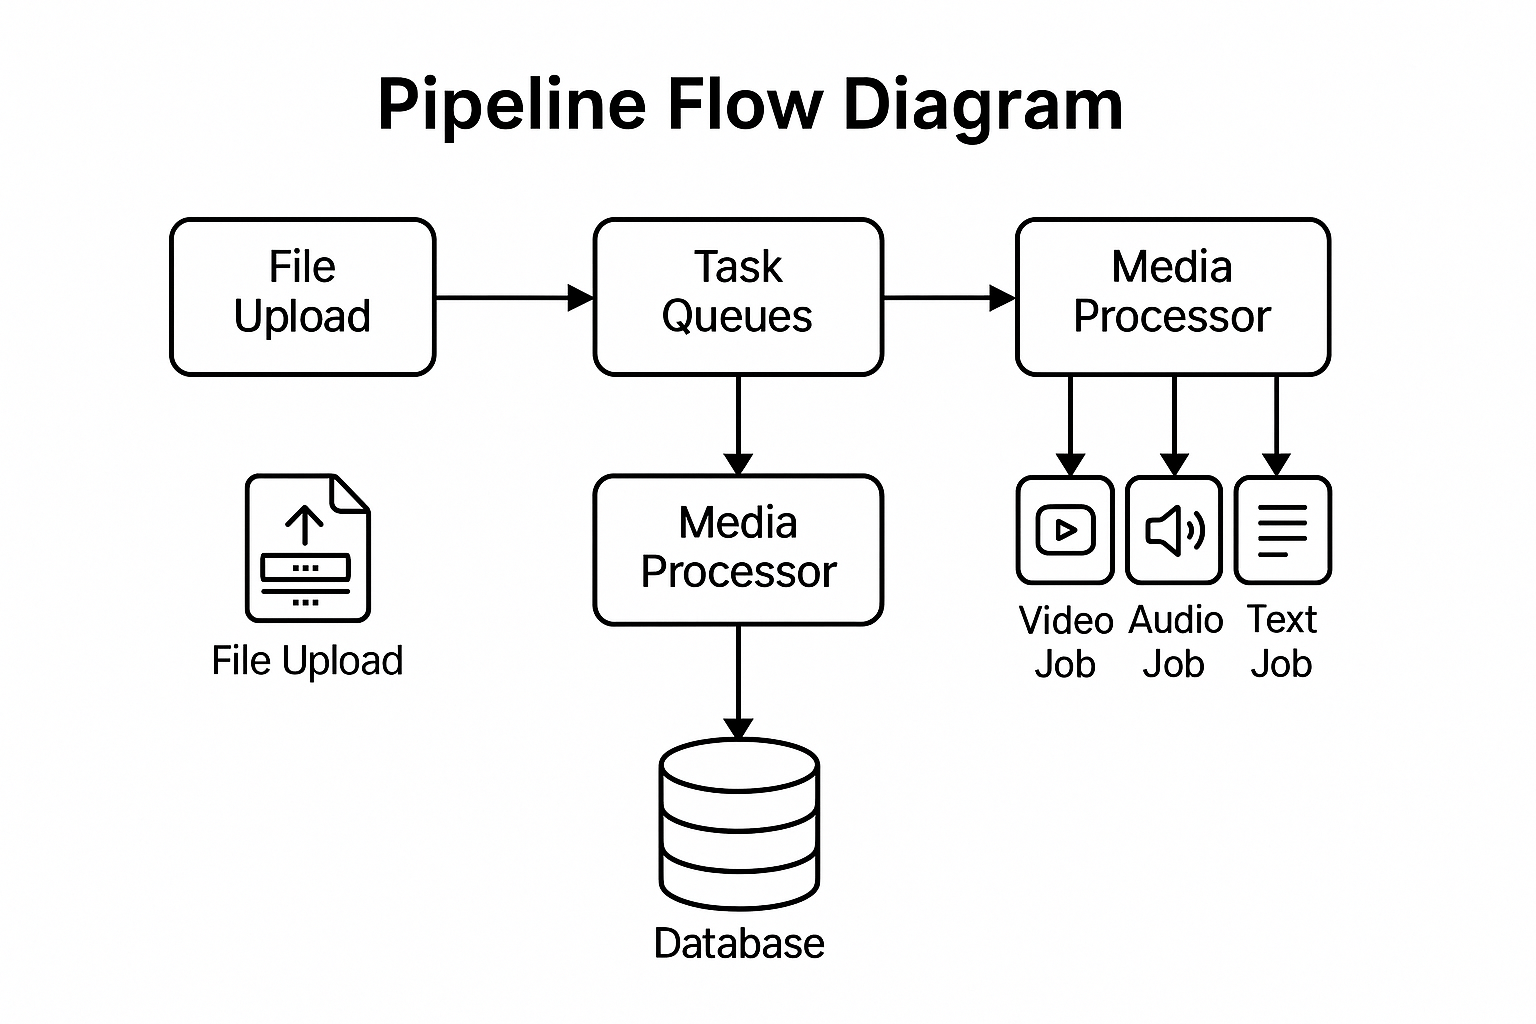 Pipeline Flow Diagram
File
Upload
Task
Queues
Media
Processor
File Upload
Media
Processor
Video
Job
Audio
Job
Text
Job
Database